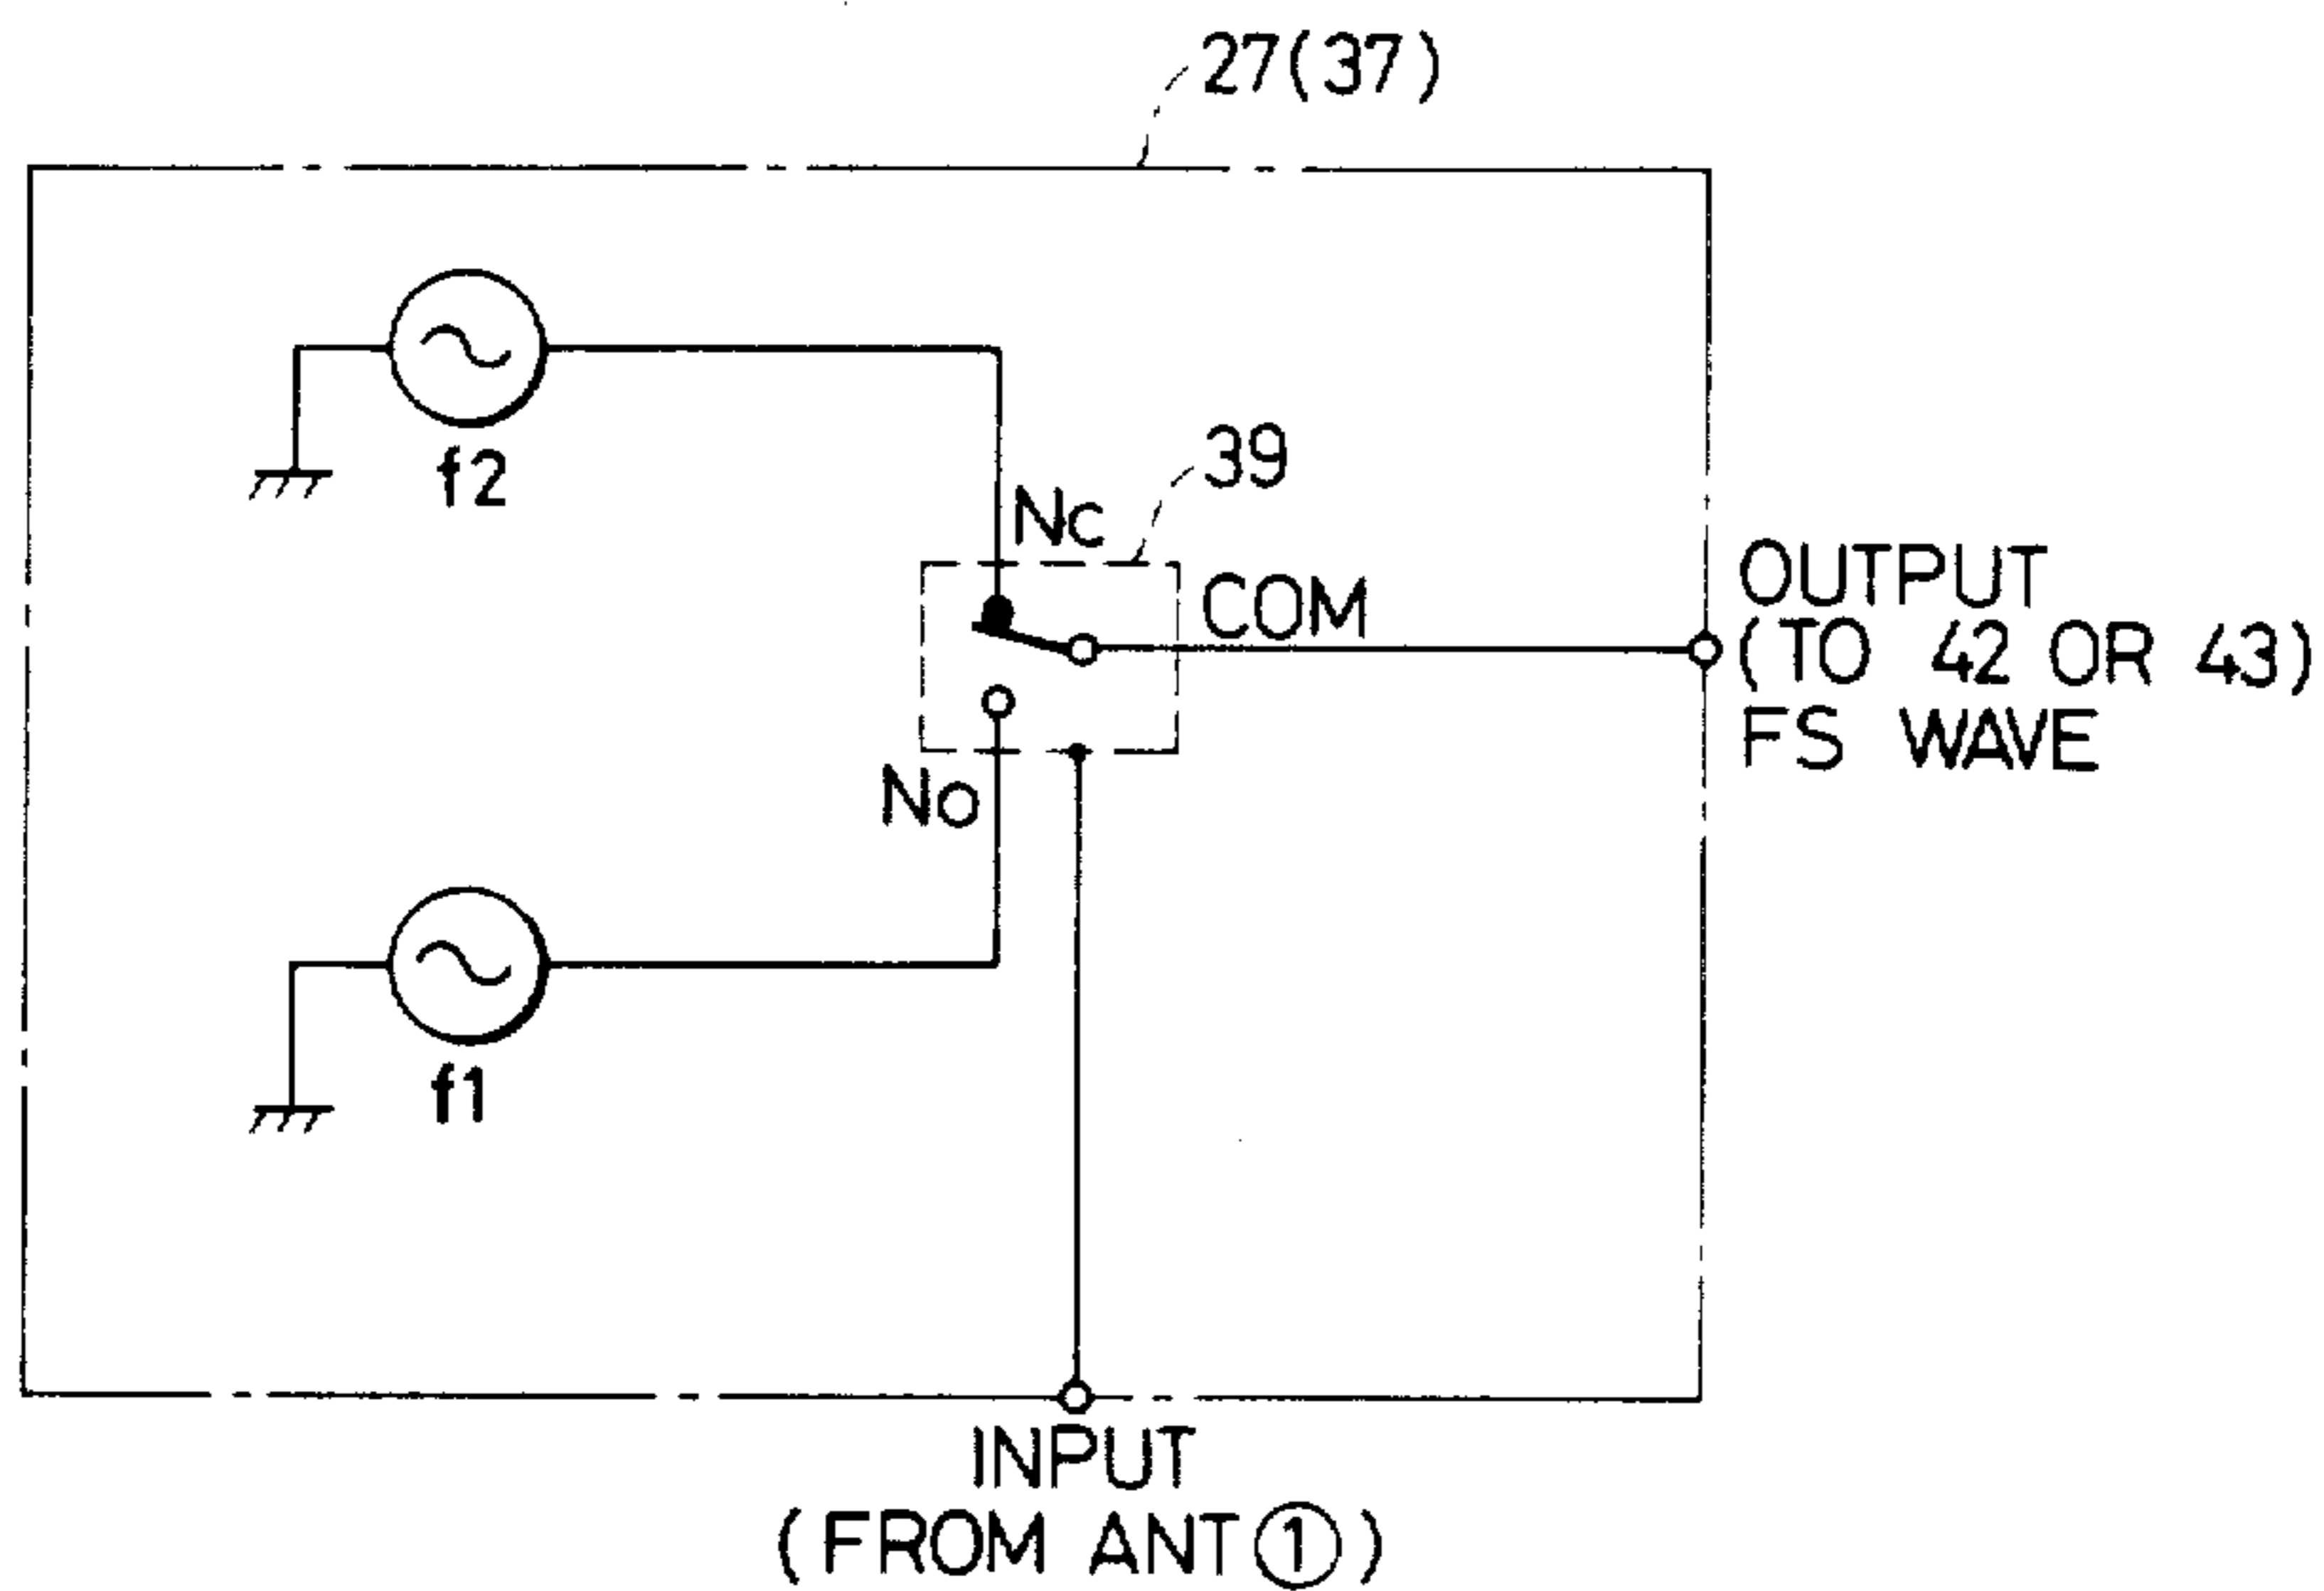 27(37)
f2
39
Nc
COM
OUTPUT
(TO 42 OR 43)
FS WAVE
No
f1
INPUT
(FROM ANT①)